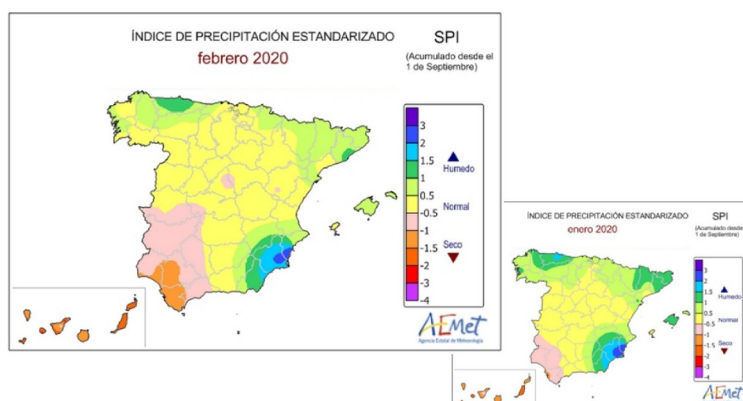 ÍNDICE DE PRECIPITACIÓN ESTANDARIZADO
febrero 2020
SPI
(Acumulado desde el
1 de Septiembre)
3
2
1.5
1
0.5
-0.5
-1
-1.5
-2
-3
-4
Humedo
Normal
Seco
AEMet
Agencia Estatal de Meteorología
ÍNDICE DE PRECIPITACIÓN ESTANDARIZADO
enero 2020
SPI
(Acumulado desde
1 de Septiembre)
3
2
1.5
1
0.5
-0.5
-1
-1.5
-2
-3
-4
Humedo
Normal
Seco
AEMet